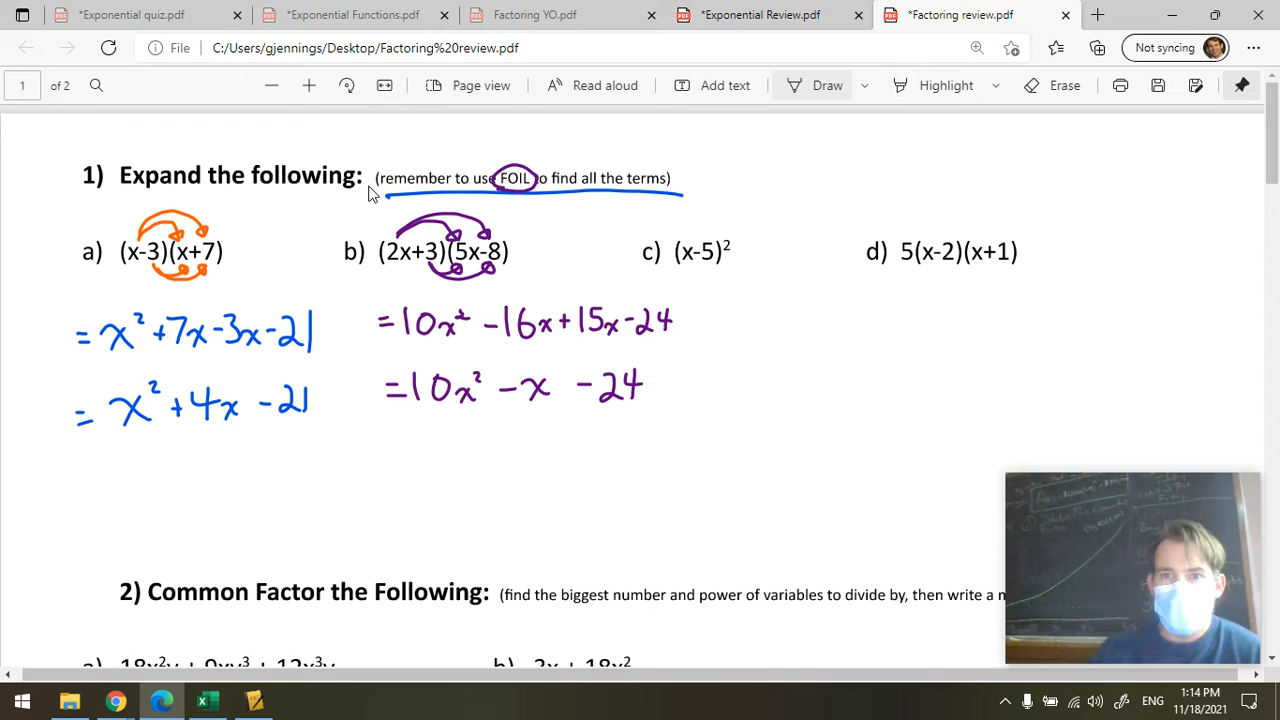 *Exponential quiz.pdf *Exponential Functions.pdf Factoring YO.pdf *Exponential Review.pdf *Factoring review.pdf
File C:/Users/gjennings/Desktop/Factoring%20review.pdf Not syncing
1 of 2 Page view Read aloud Add text Draw Highlight Erase
1) Expand the following: (remember to use FOIL to find all the terms)
a) (x-3)(x+7) b) (2x+3)(5x-8) c) (x-5)² d) 5(x-2)(x+1)
= x² +7x -3x -21 = 10x² -16x +15x -24
= x² +4x -21 = 10x² - x - 24
2) Common Factor the Following: (find the biggest number and power of variables to divide by, then write a
a) 18x²y + 9xy³ + 12x³y b) 3x + 18x²
ENG 1:14 PM
11/18/2021